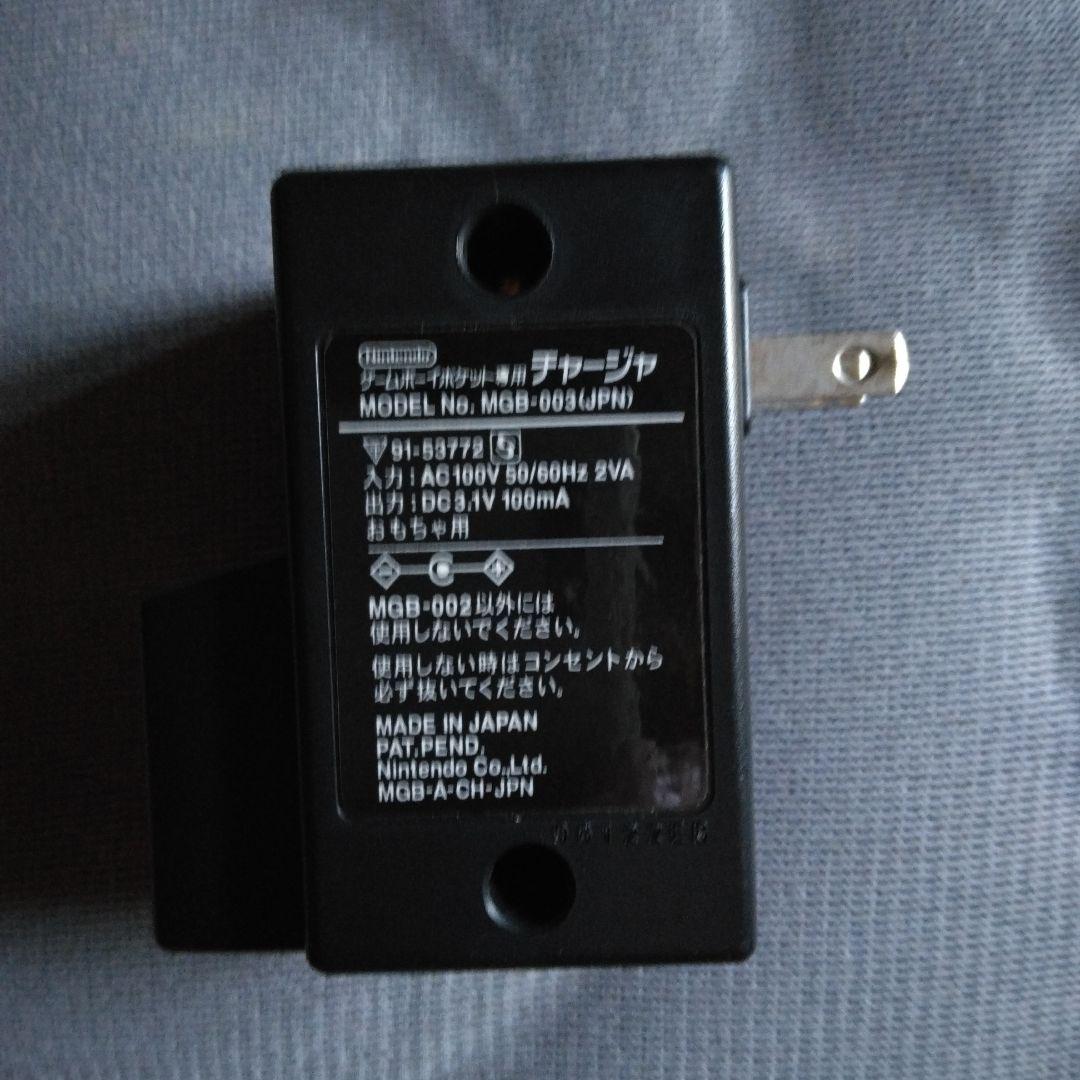 Nintendo
ゲームボーイポケット専用 チャージャ
MODEL No. MGB-003(JPN)
〒 91-53772
入力：AC100V 50/60Hz 2VA
出力：DC3.1V 100mA
おもちゃ用
MGB-002以外には
使用しないでください。
使用しない時はコンセントから
必ず抜いてください。
MADE IN JAPAN
PAT.PEND.
Nintendo Co.,Ltd.
MGB-A-CH-JPN